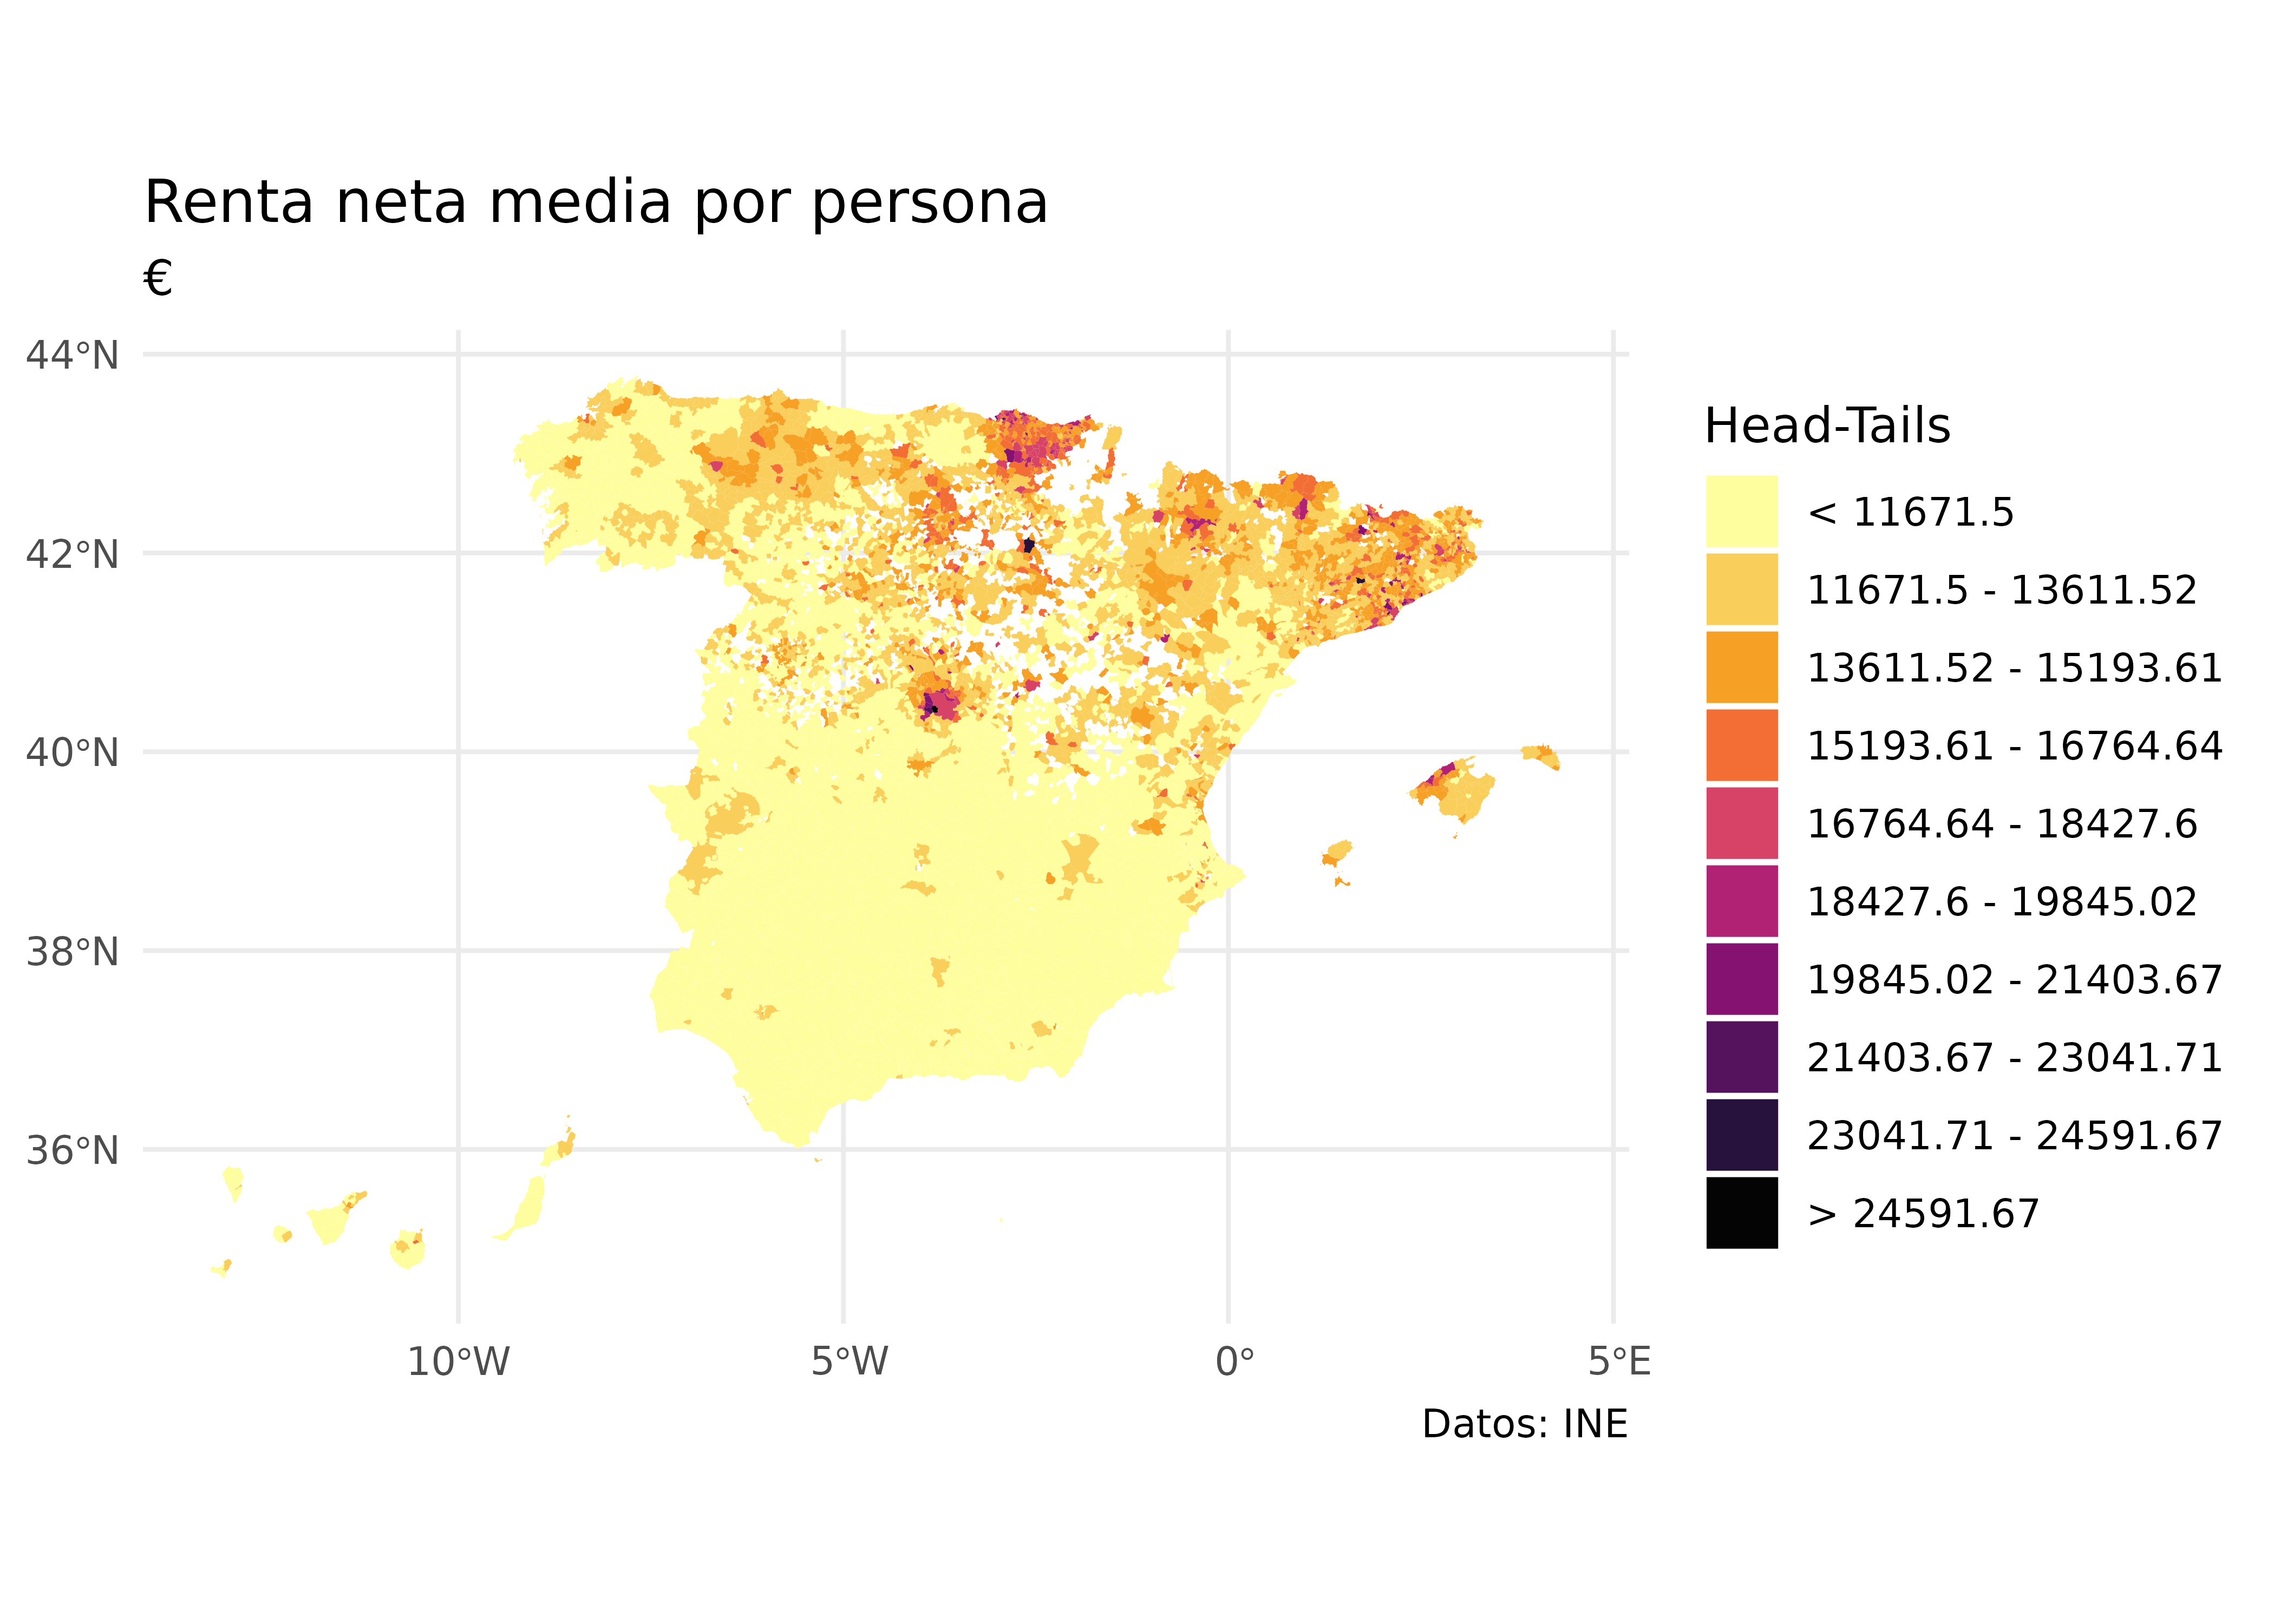 Renta neta media por persona
€
44°N
42°N
40°N
38°N
36°N
10°W
5°W
0°
5°E
Datos: INE
Head-Tails
< 11671.5
11671.5 - 13611.52
13611.52 - 15193.61
15193.61 - 16764.64
16764.64 - 18427.6
18427.6 - 19845.02
19845.02 - 21403.67
21403.67 - 23041.71
23041.71 - 24591.67
> 24591.67